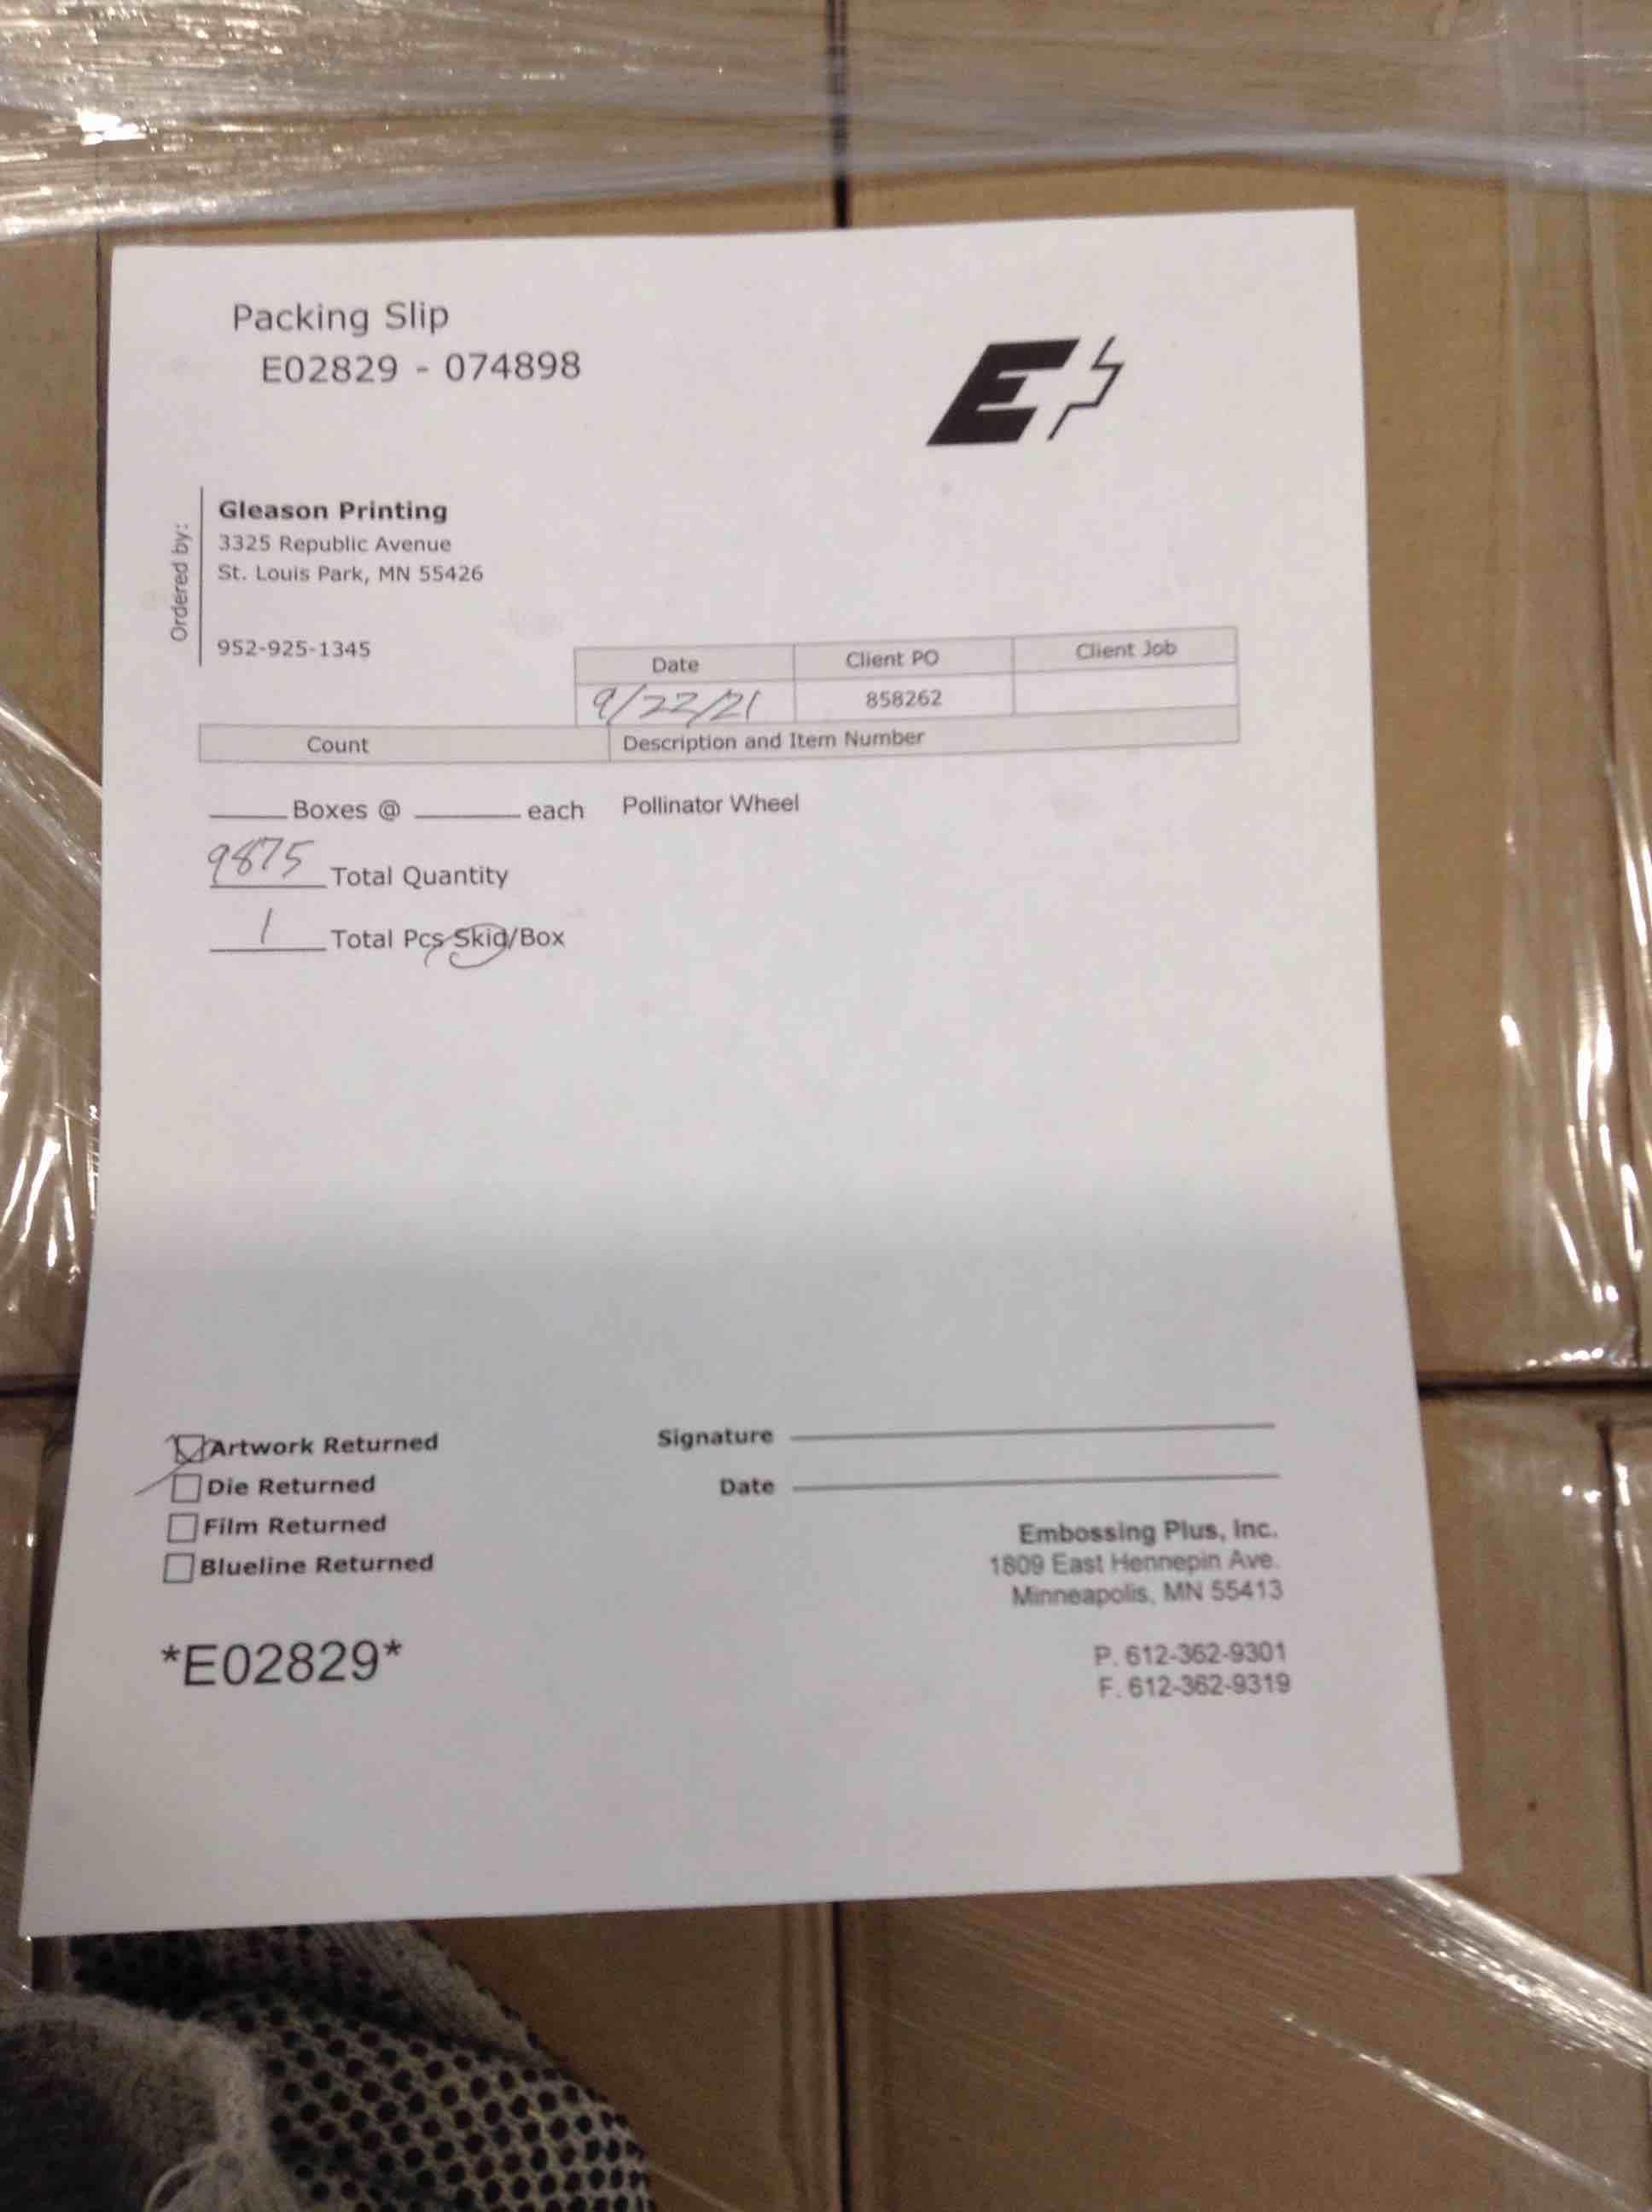 Packing Slip
E02829 - 074898
E
Ordered by:
Gleason Printing
3325 Republic Avenue
St. Louis Park, MN 55426
952-925-1345
Date Client PO Client Job
9/22/21 858262
Count Description and Item Number
Boxes @ each Pollinator Wheel
9875 Total Quantity
1 Total Pcs Skid/Box
Artwork Returned
Die Returned
Film Returned
Blueline Returned
*E02829*
Signature
Date
Embossing Plus, Inc.
1809 East Hennepin Ave.
Minneapolis, MN 55413
P. 612-362-9301
F. 612-362-9319